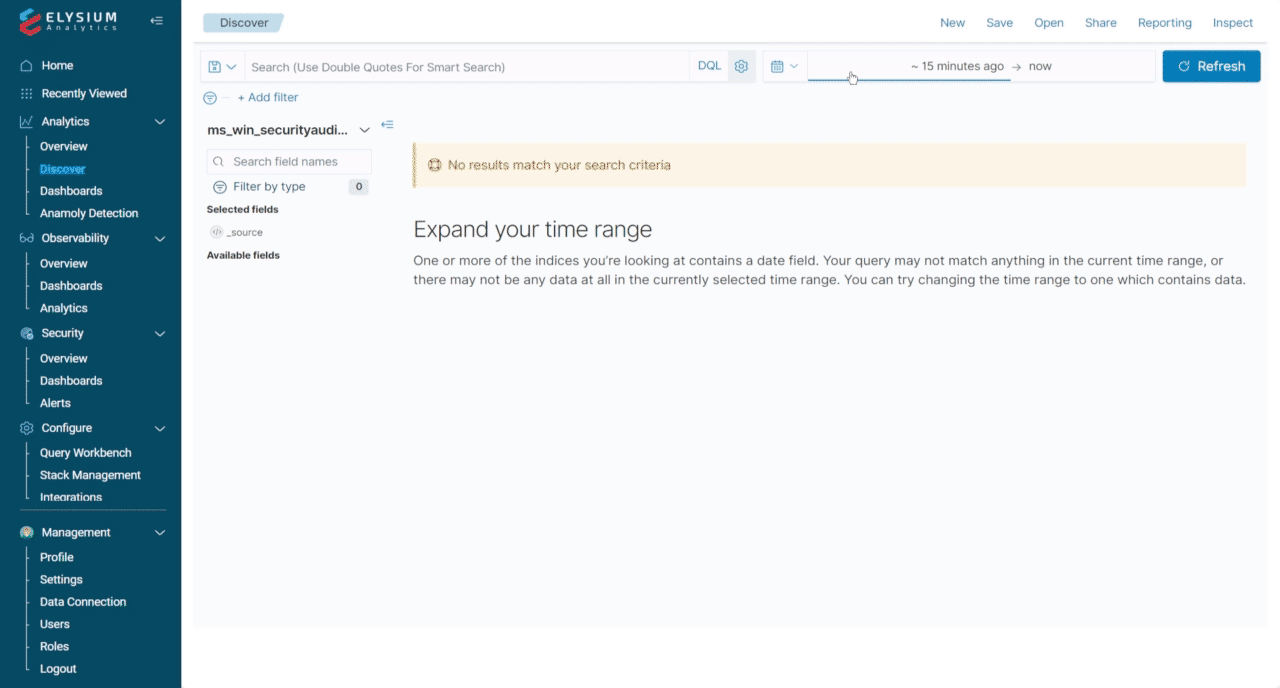 ELYSIUM
Analytics
Home
Recently Viewed
Analytics
Overview
Discover
Dashboards
Anamoly Detection
Observability
Overview
Dashboards
Analytics
Security
Overview
Dashboards
Alerts
Configure
Query Workbench
Stack Management
Integrations
Management
Profile
Settings
Data Connection
Users
Roles
Logout
Discover
New Save Open Share Reporting Inspect
Search (Use Double Quotes For Smart Search) DQL ~ 15 minutes ago → now Refresh
+ Add filter
ms_win_securityaudi...
Search field names
Filter by type 0
Selected fields
_source
Available fields
No results match your search criteria
Expand your time range
One or more of the indices you're looking at contains a date field. Your query may not match anything in the current time range, or
there may not be any data at all in the currently selected time range. You can try changing the time range to one which contains data.